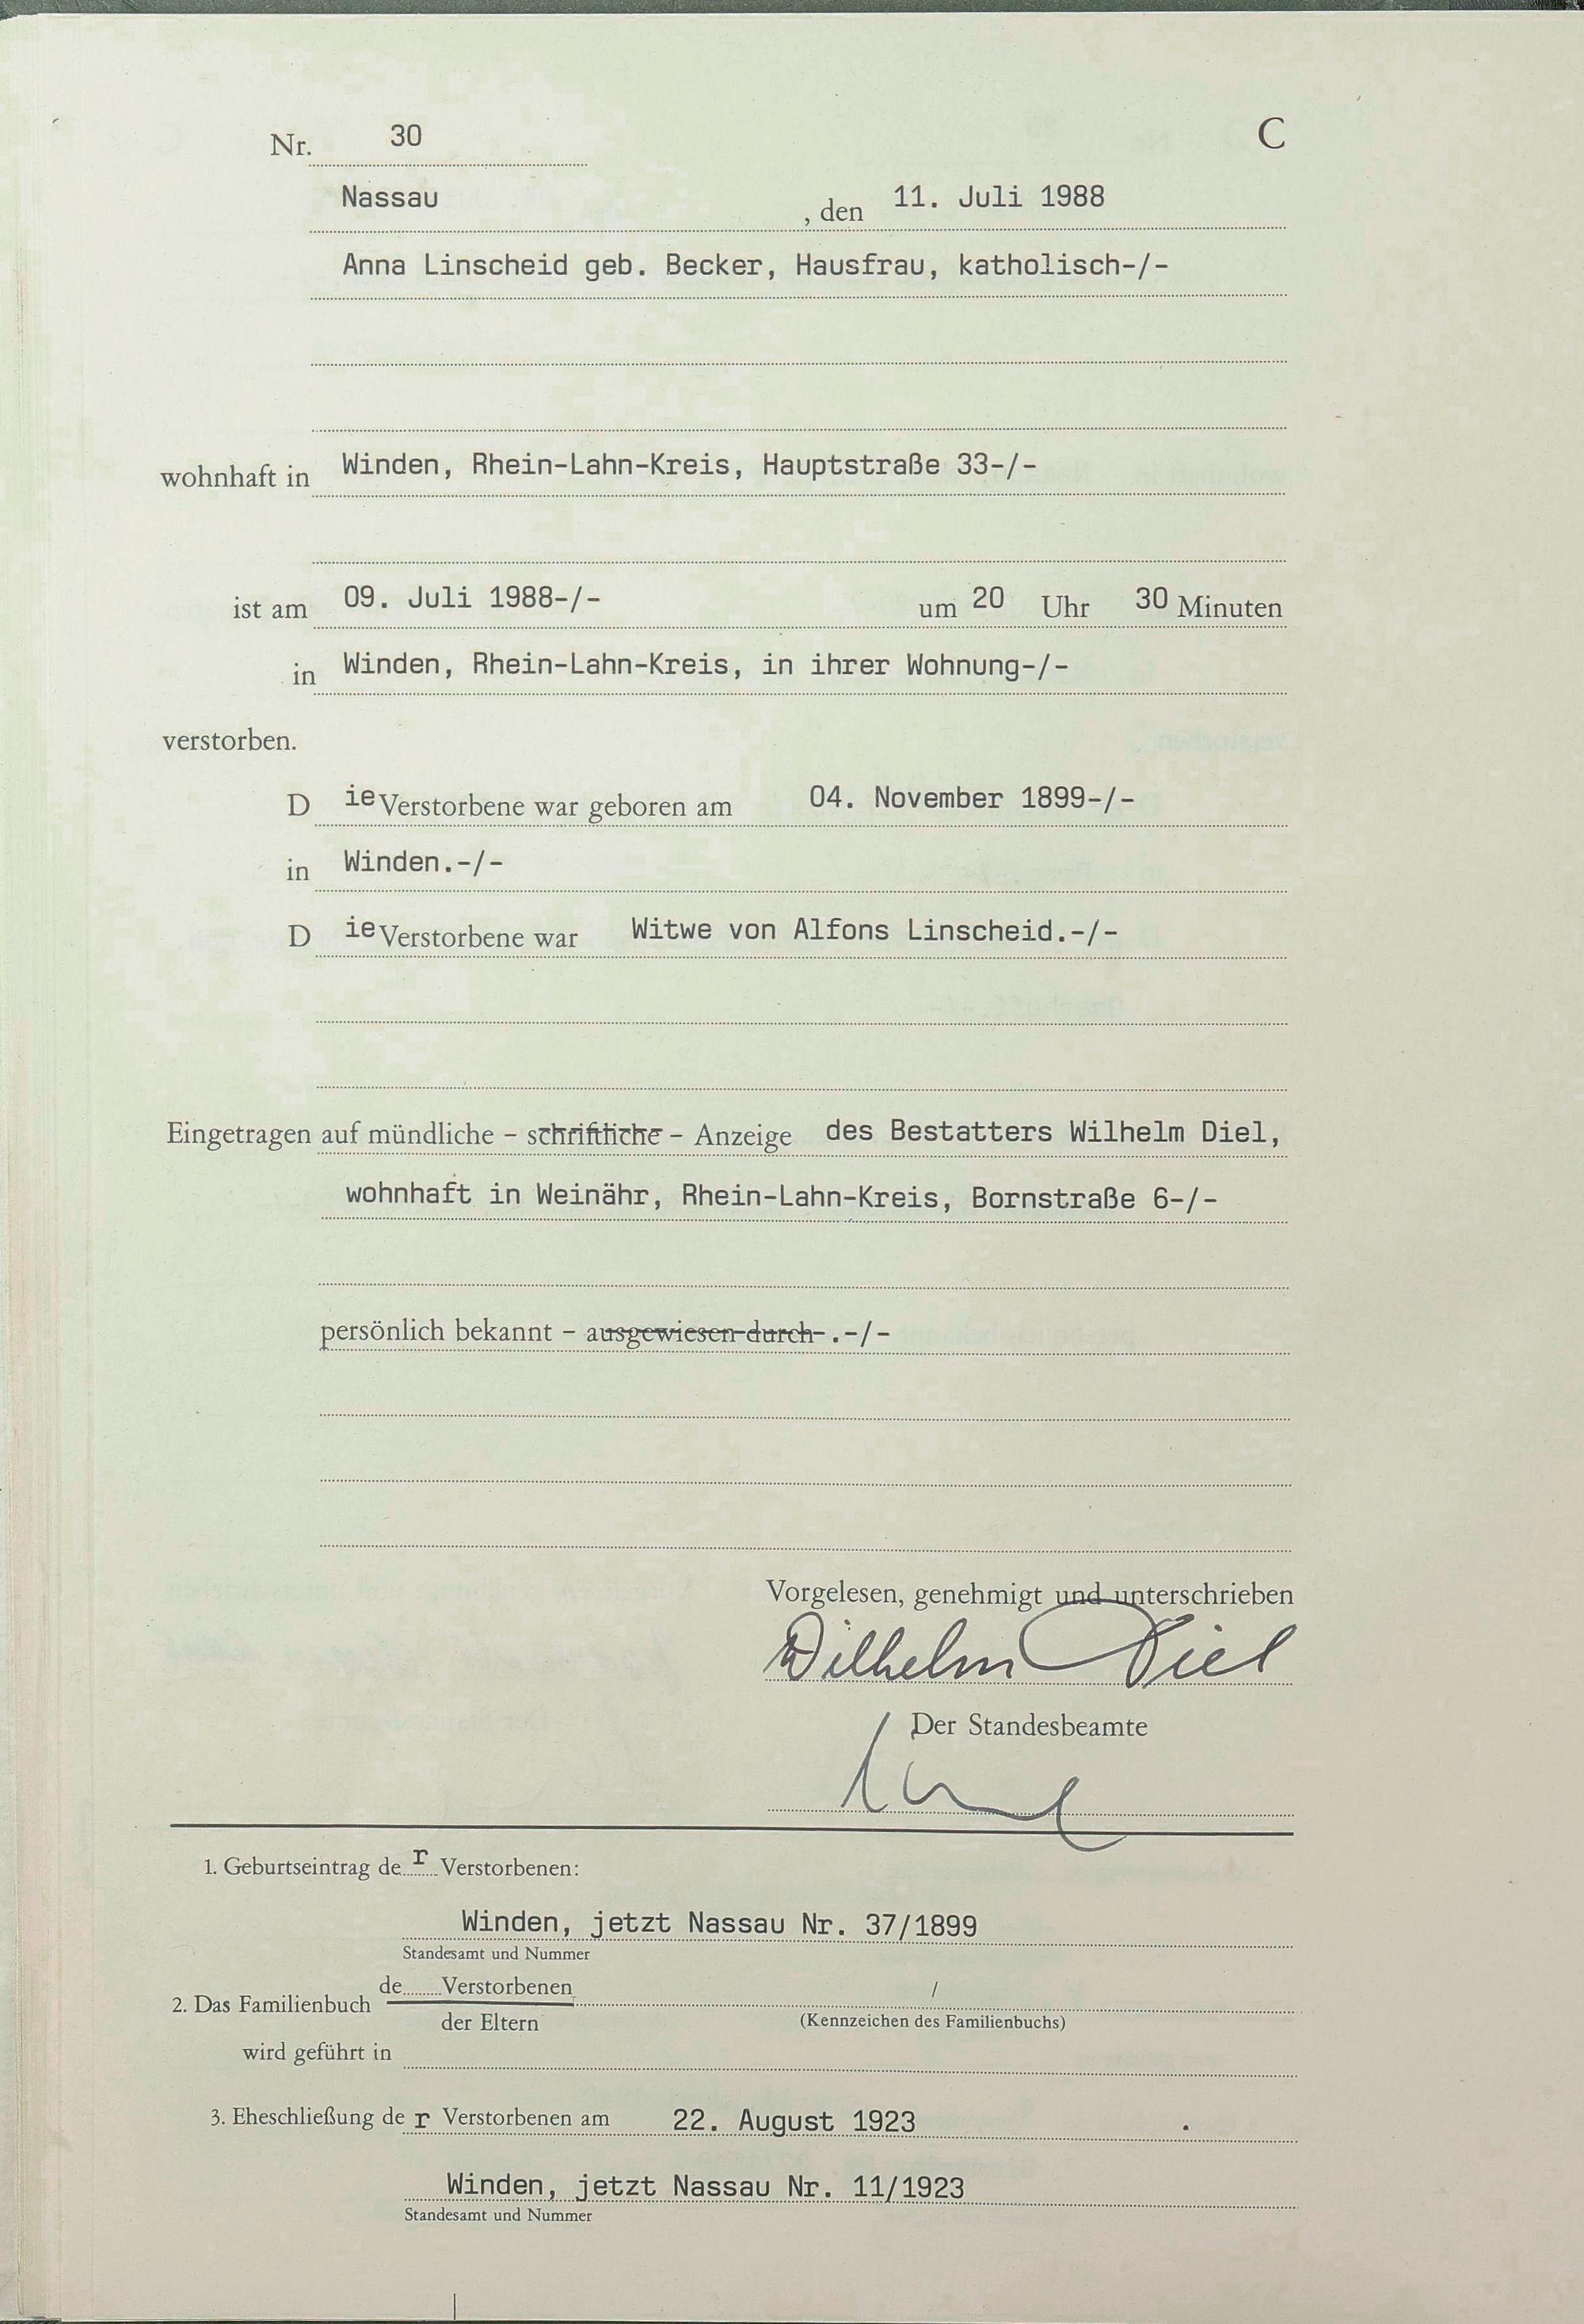 Nr. 30 C
Nassau , den 11. Juli 1988
Anna Linscheid geb. Becker, Hausfrau, katholisch-/-
wohnhaft in Winden, Rhein-Lahn-Kreis, Hauptstraße 33-/-
ist am 09. Juli 1988-/- um 20 Uhr 30 Minuten
in Winden, Rhein-Lahn-Kreis, in ihrer Wohnung-/-
verstorben.
D ie Verstorbene war geboren am 04. November 1899-/-
in Winden.-/-
D ie Verstorbene war Witwe von Alfons Linscheid.-/-
Eingetragen auf mündliche – schriftliche – Anzeige des Bestatters Wilhelm Diel,
wohnhaft in Weinähr, Rhein-Lahn-Kreis, Bornstraße 6-/-
persönlich bekannt – ausgewiesen durch .-/-
Vorgelesen, genehmigt und unterschrieben
Wilhelm Diel
Der Standesbeamte
1. Geburtseintrag de r Verstorbenen:
Winden, jetzt Nassau Nr. 37/1899
Standesamt und Nummer
de Verstorbenen /
2. Das Familienbuch
der Eltern (Kennzeichen des Familienbuchs)
wird geführt in
3. Eheschließung de r Verstorbenen am 22. August 1923
Winden, jetzt Nassau Nr. 11/1923
Standesamt und Nummer